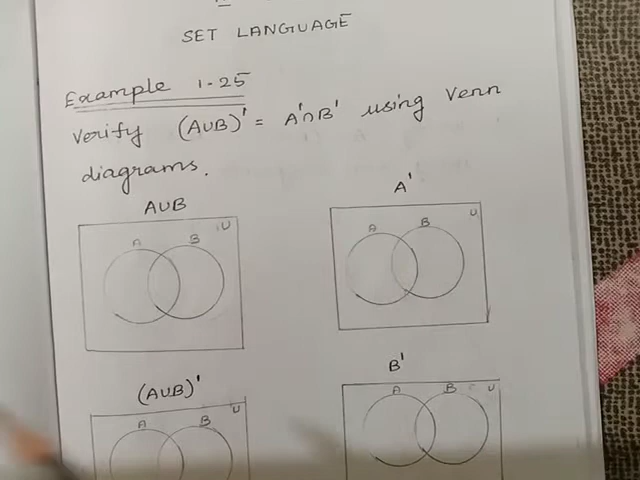 SET LANGUAGE
Example 1.25
Verify (AUB)' = A'∩B' using Venn
diagrams.
AUB
A'
U
A B
U
A B
(AUB)'
B'
U
A B
U
A B